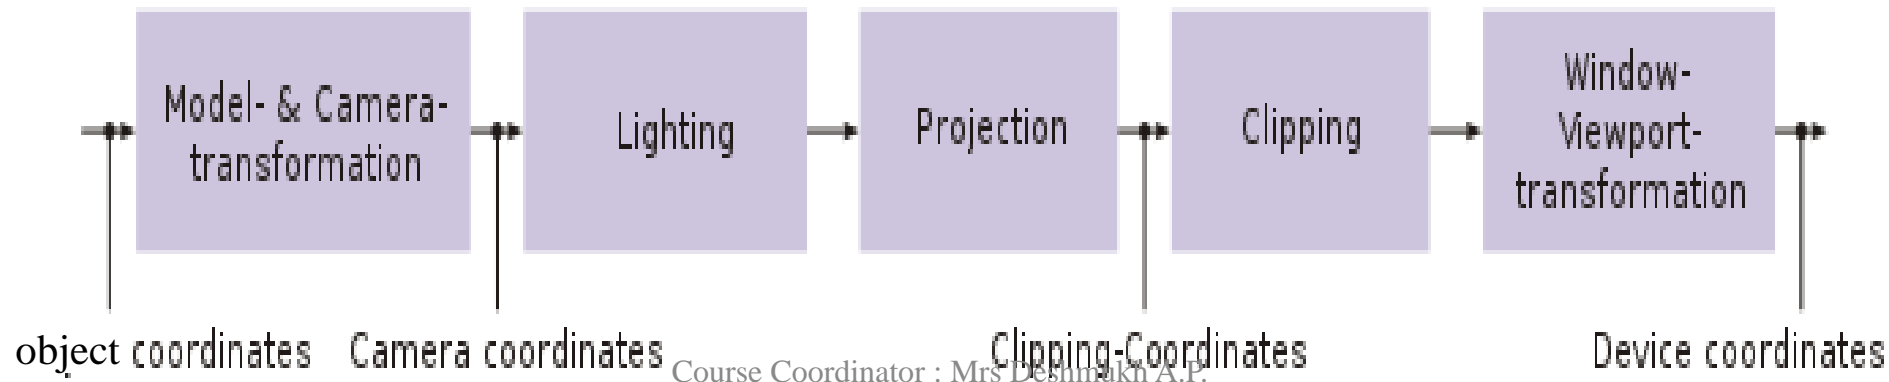 Model- & Camera-
transformation
Lighting
Projection
Clipping
Window-
Viewport-
transformation
object coordinates
Camera coordinates
Clipping-Coordinates
Device coordinates
Course Coordinator : Mrs Deshmukh A.P.